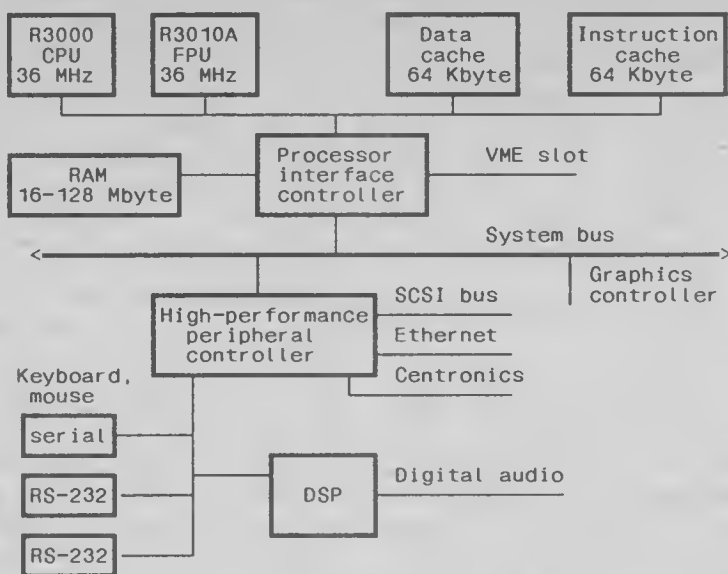 R3000
CPU
36 MHz
R3010A
FPU
36 MHz
Data
cache
64 Kbyte
Instruction
cache
64 Kbyte
RAM
16-128 Mbyte
Processor
interface
controller
VME slot
System bus
Graphics
controller
High-performance
peripheral
controller
SCSI bus
Ethernet
Centronics
Keyboard,
mouse
serial
RS-232
RS-232
DSP
Digital audio